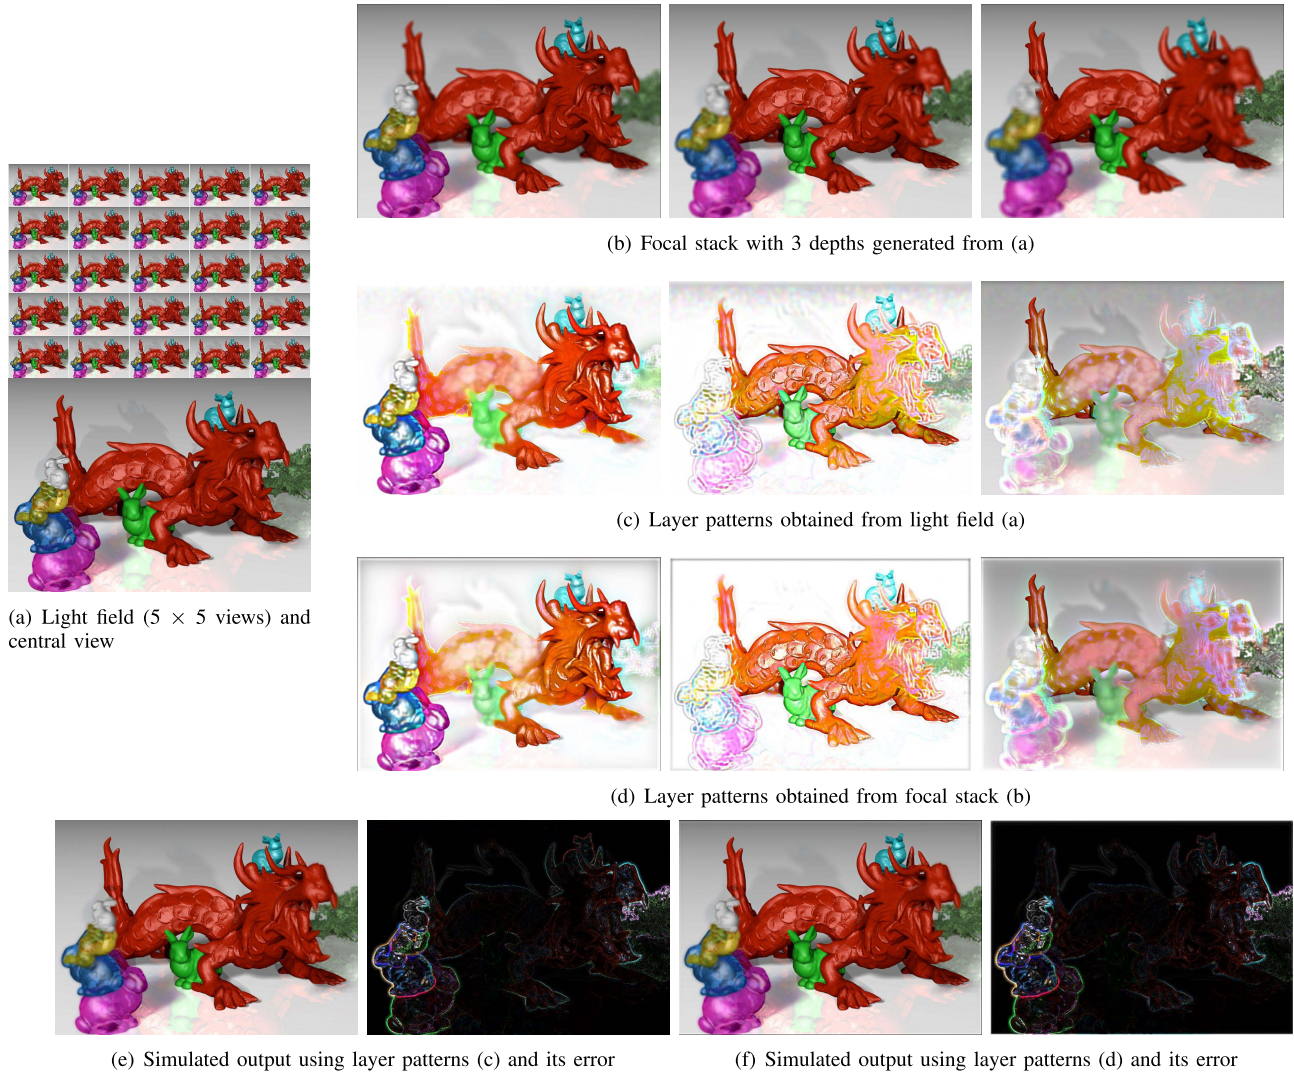 (b) Focal stack with 3 depths generated from (a)
(c) Layer patterns obtained from light field (a)
(a) Light field (5 × 5 views) and
central view
(d) Layer patterns obtained from focal stack (b)
(e) Simulated output using layer patterns (c) and its error
(f) Simulated output using layer patterns (d) and its error